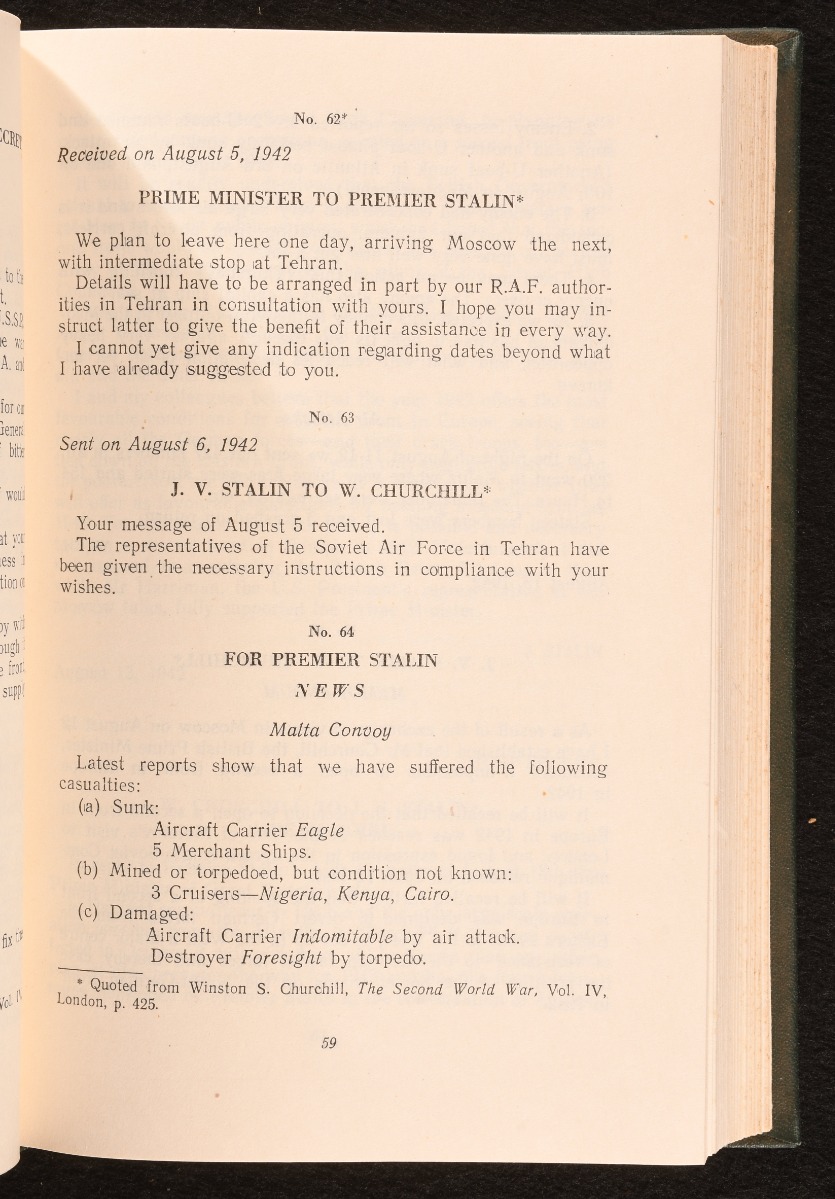 No. 62*
Received on August 5, 1942
PRIME MINISTER TO PREMIER STALIN*
We plan to leave here one day, arriving Moscow the next,
with intermediate stop at Tehran.
Details will have to be arranged in part by our R.A.F. author-
ities in Tehran in consultation with yours. I hope you may in-
struct latter to give the benefit of their assistance in every way.
I cannot yet give any indication regarding dates beyond what
I have already suggested to you.
No. 63
Sent on August 6, 1942
J. V. STALIN TO W. CHURCHILL*
Your message of August 5 received.
The representatives of the Soviet Air Force in Tehran have
been given the necessary instructions in compliance with your
wishes.
No. 64
FOR PREMIER STALIN
NEWS
Malta Convoy
Latest reports show that we have suffered the following
casualties:
(a) Sunk:
Aircraft Carrier Eagle
5 Merchant Ships.
(b) Mined or torpedoed, but condition not known:
3 Cruisers—Nigeria, Kenya, Cairo.
(c) Damaged:
Aircraft Carrier Indomitable by air attack.
Destroyer Foresight by torpedo.
* Quoted from Winston S. Churchill, The Second World War, Vol. IV,
London, p. 425.
59